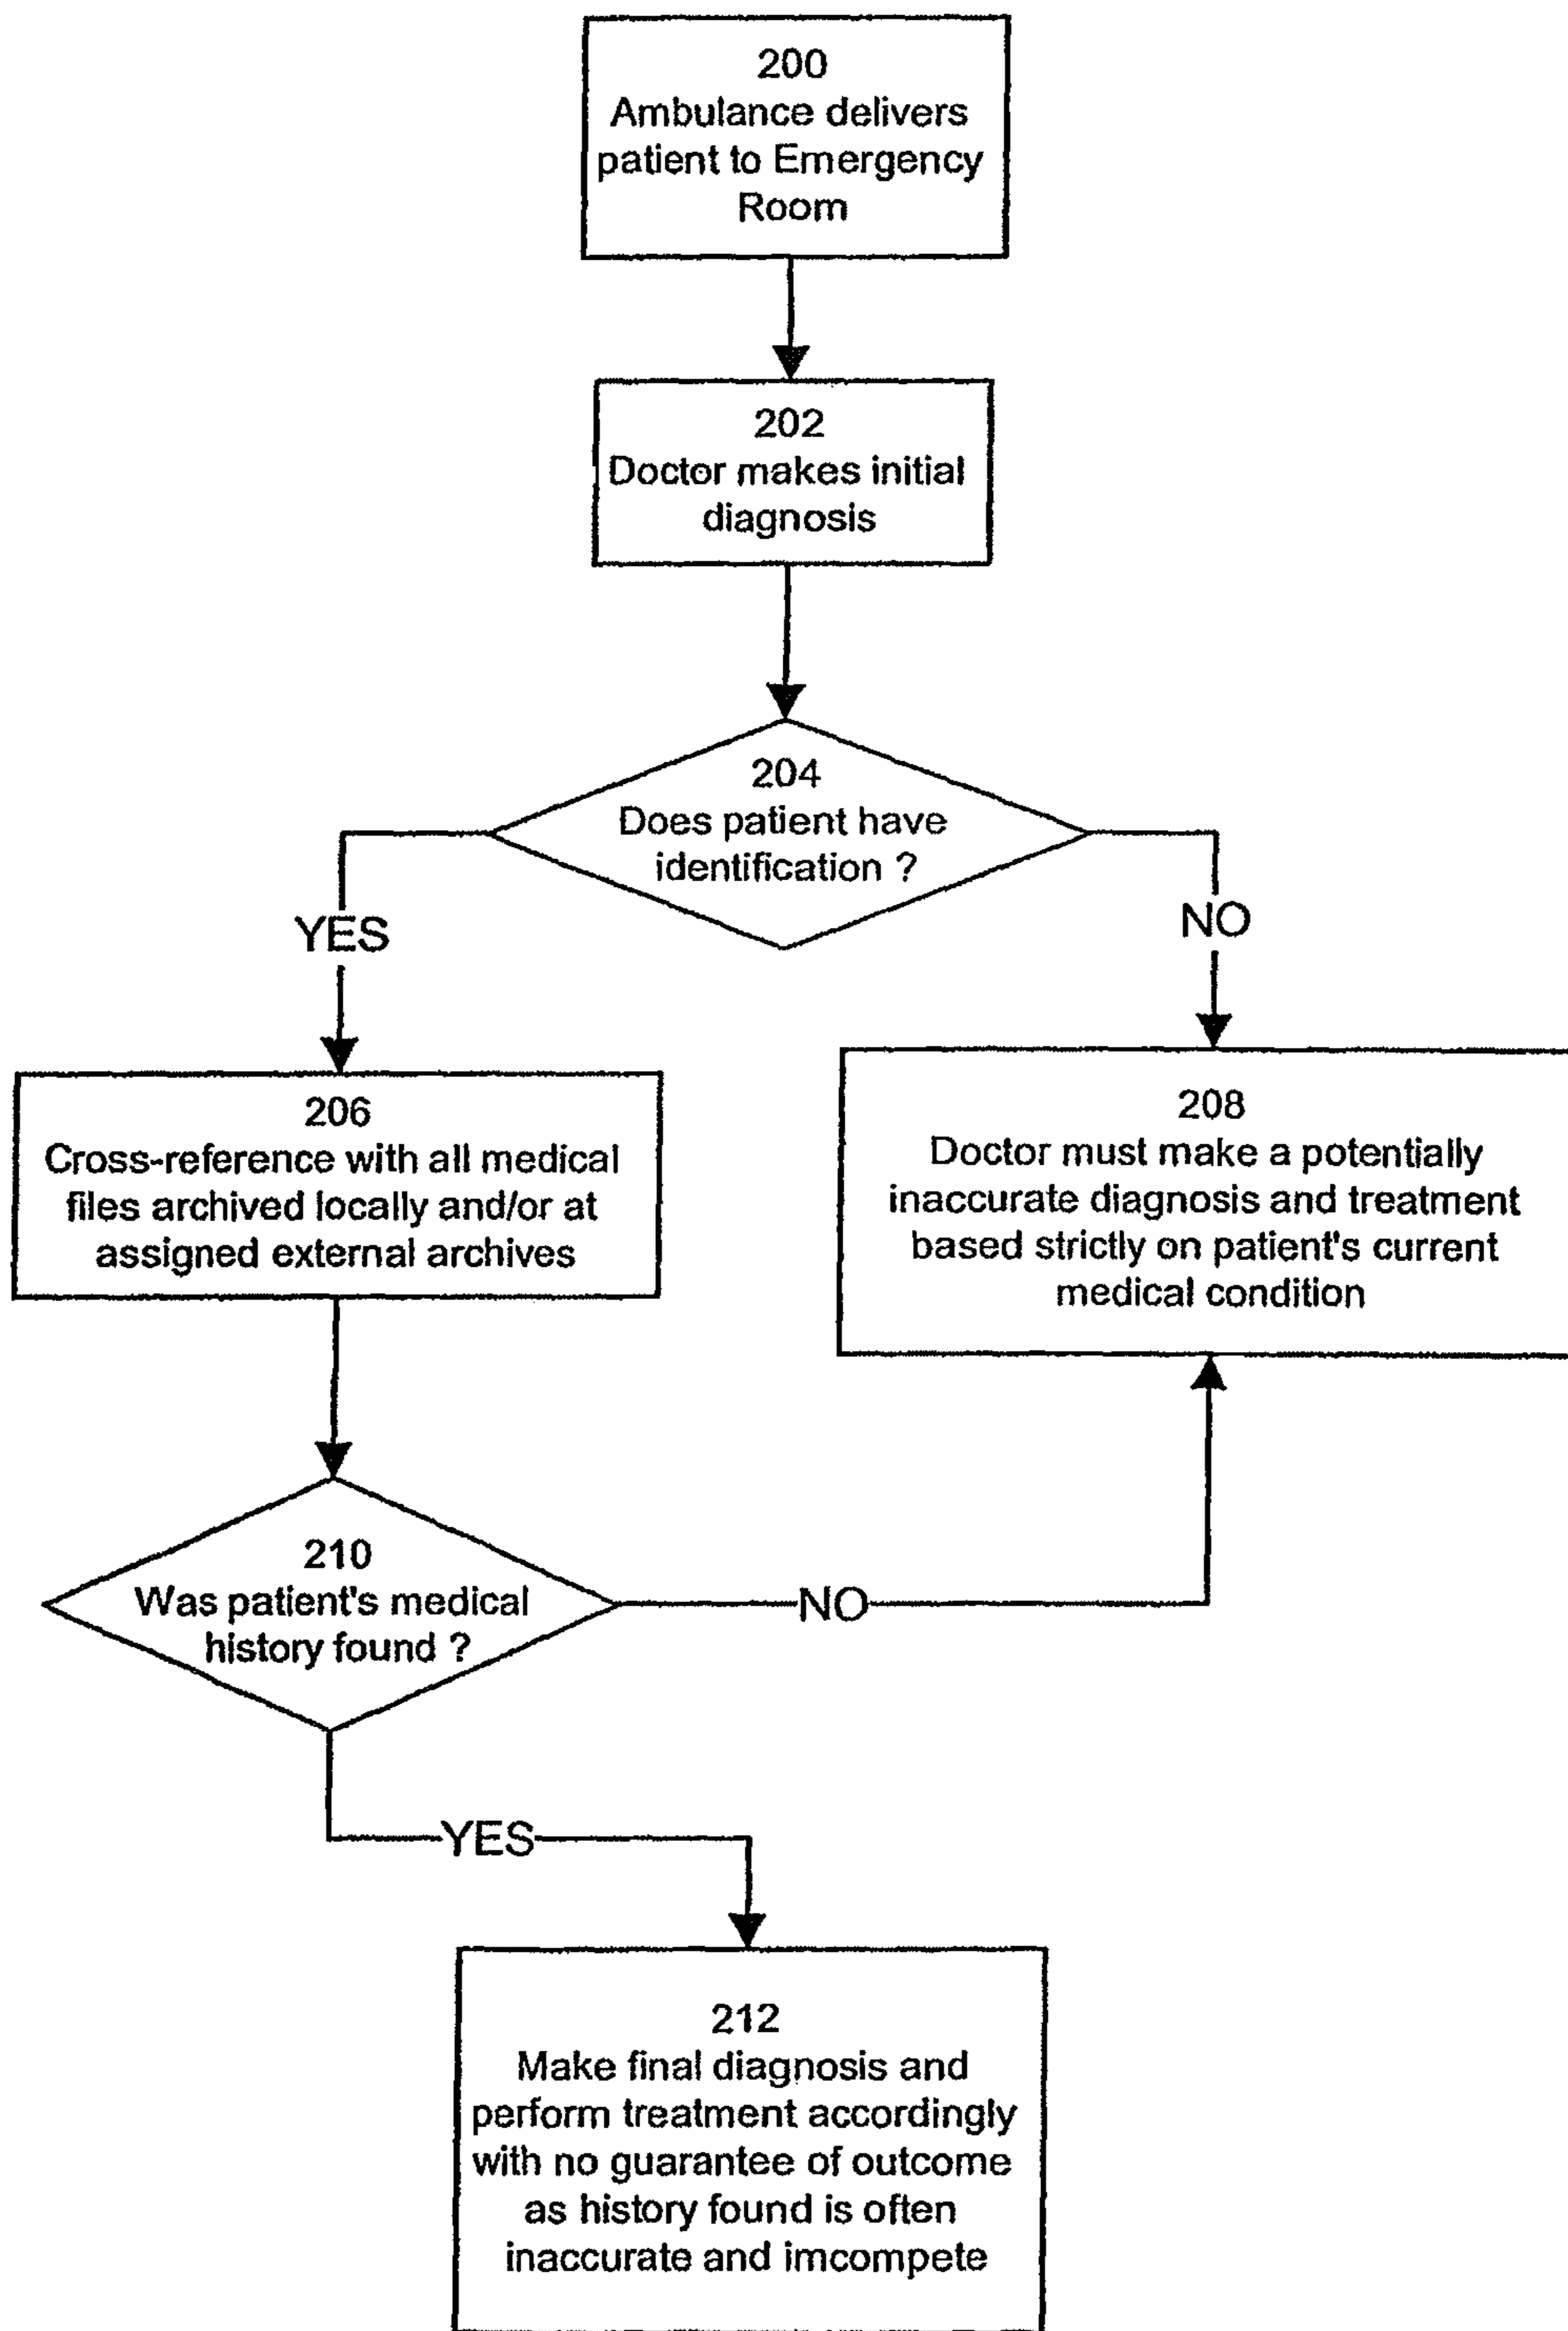 200
Ambulance delivers
patient to Emergency
Room
202
Doctor makes initial
diagnosis
204
Does patient have
identification ?
YES
NO
206
Cross-reference with all medical
files archived locally and/or at
assigned external archives
208
Doctor must make a potentially
inaccurate diagnosis and treatment
based strictly on patient's current
medical condition
210
Was patient's medical
history found ?
NO
YES
212
Make final diagnosis and
perform treatment accordingly
with no guarantee of outcome
as history found is often
inaccurate and imcompete